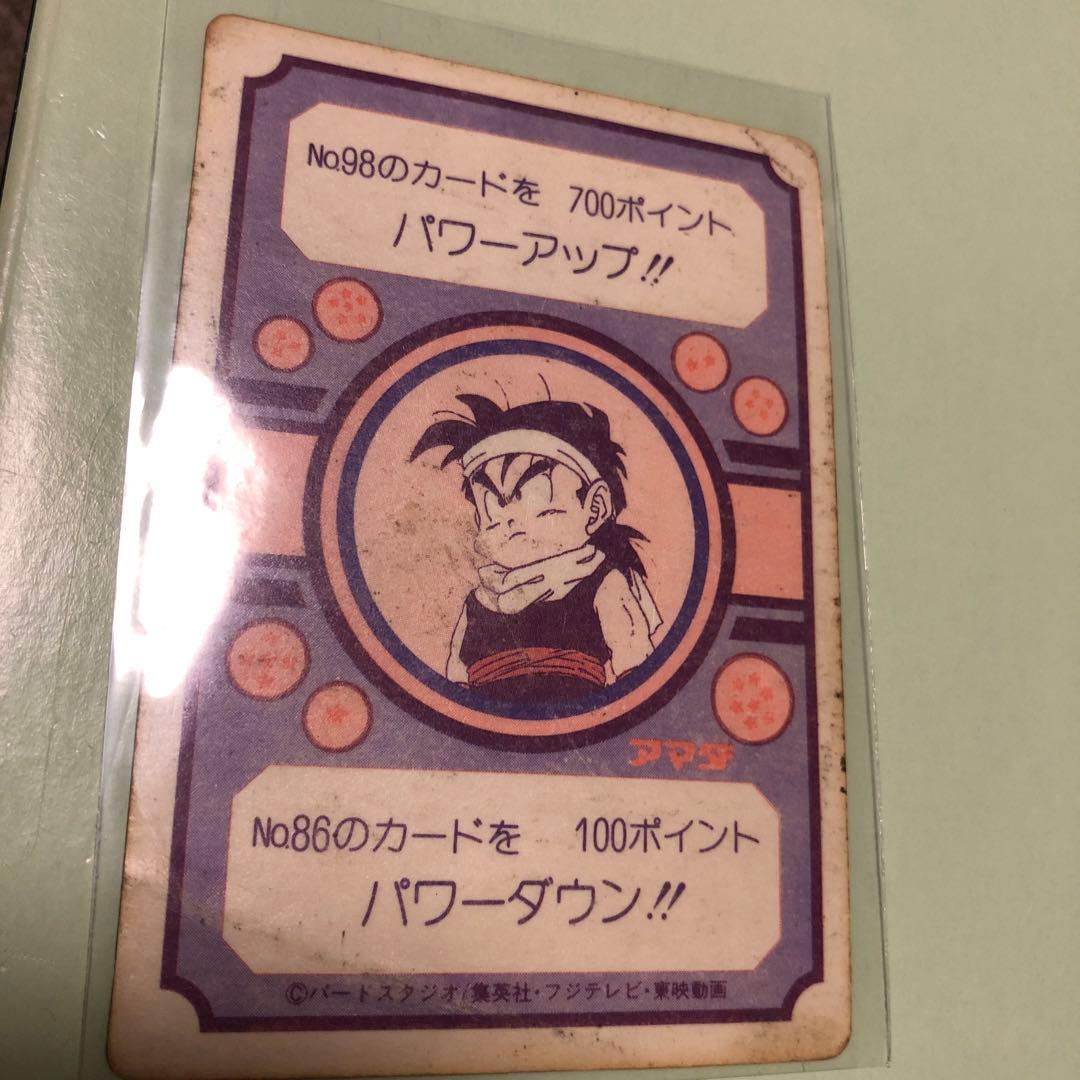 No.98のカードを 700ポイント
パワーアップ!!
アマダ
No.86のカードを 100ポイント
パワーダウン!!
©バードスタジオ/集英社・フジテレビ・東映動画